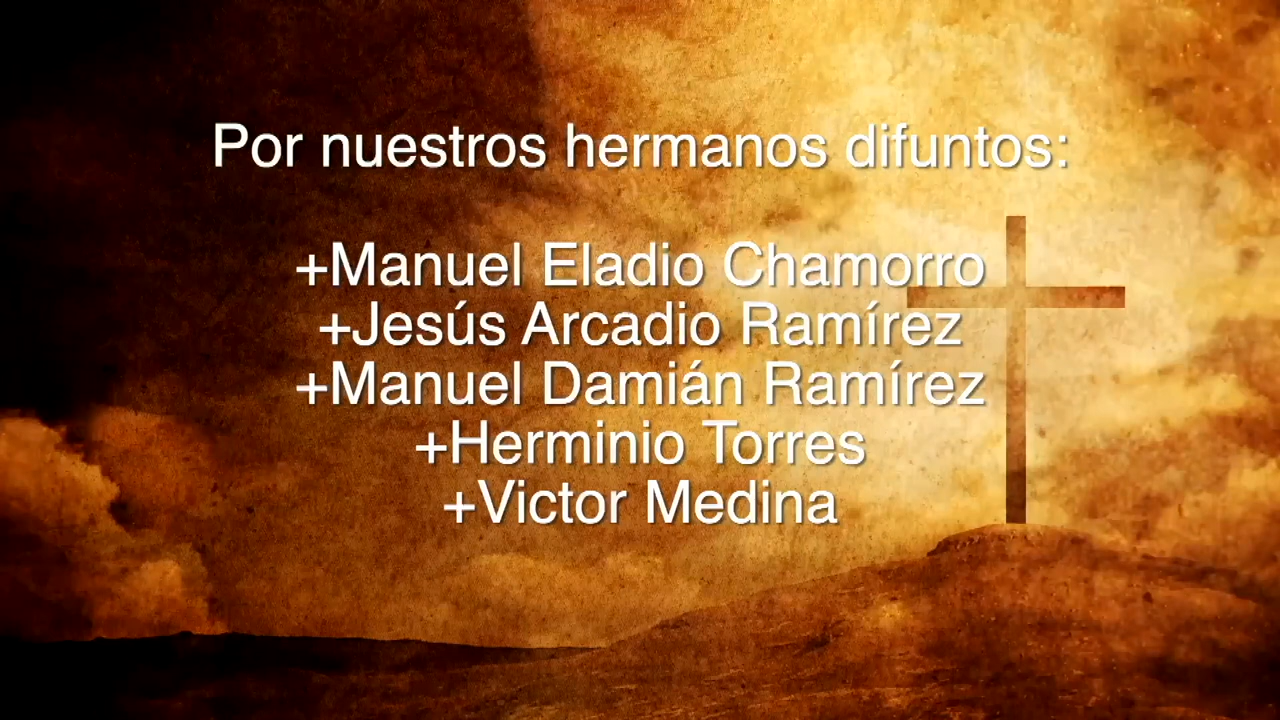 Por nuestros hermanos difuntos:
+Manuel Eladio Chamorro
+Jesús Arcadio Ramírez
+Manuel Damián Ramírez
+Herminio Torres
+Victor Medina